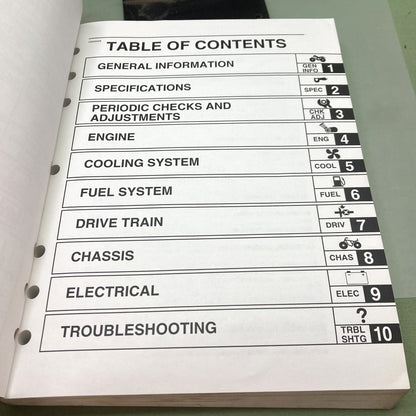 TABLE OF CONTENTS
GENERAL INFORMATION GEN INFO 1
SPECIFICATIONS SPEC 2
PERIODIC CHECKS AND
ADJUSTMENTS CHK ADJ 3
ENGINE ENG 4
COOLING SYSTEM COOL 5
FUEL SYSTEM FUEL 6
DRIVE TRAIN DRIV 7
CHASSIS CHAS 8
ELECTRICAL ELEC 9
?
TROUBLESHOOTING TRBL SHTG 10